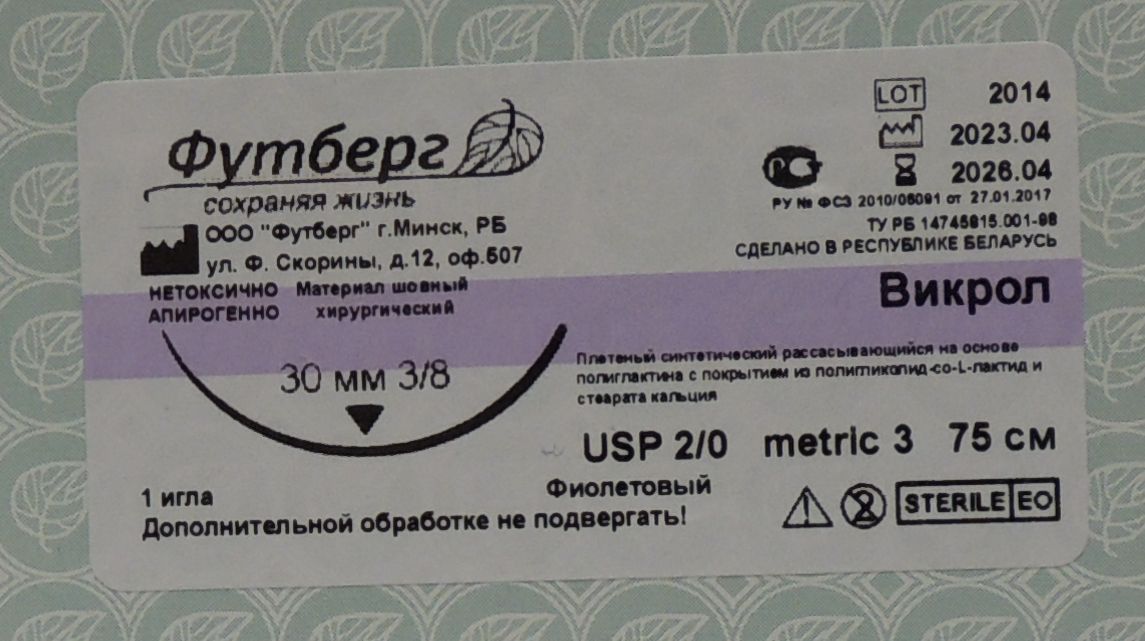 Футберг
сохраняя жизнь
ООО "Футберг" г.Минск, РБ
ул. Ф. Скорины, д.12, оф.507
НЕТОКСИЧНО Материал шовный
АПИРОГЕННО хирургический
30 мм 3/8
1 игла
Дополнительной обработке не подвергать!
LOT 2014
2023.04
2026.04
РУ № ФСЗ 2010/06091 от 27.01.2017
ТУ РБ 14745815.001-98
СДЕЛАНО В РЕСПУБЛИКЕ БЕЛАРУСЬ
Викрол
Плетеный синтетический рассасывающийся на основе
полиглактина с покрытием из полигликолид-со-L-лактид и
стеарата кальция
USP 2/0 metric 3 75 см
Фиолетовый
STERILE EO